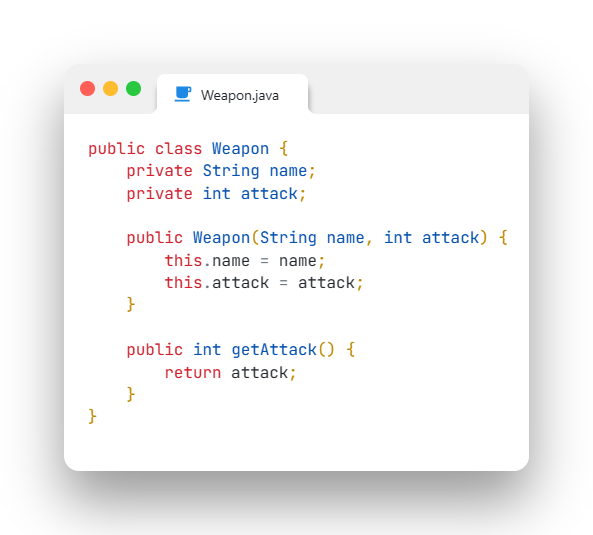 Weapon.java
public class Weapon {
    private String name;
    private int attack;

    public Weapon(String name, int attack) {
        this.name = name;
        this.attack = attack;
    }

    public int getAttack() {
        return attack;
    }
}